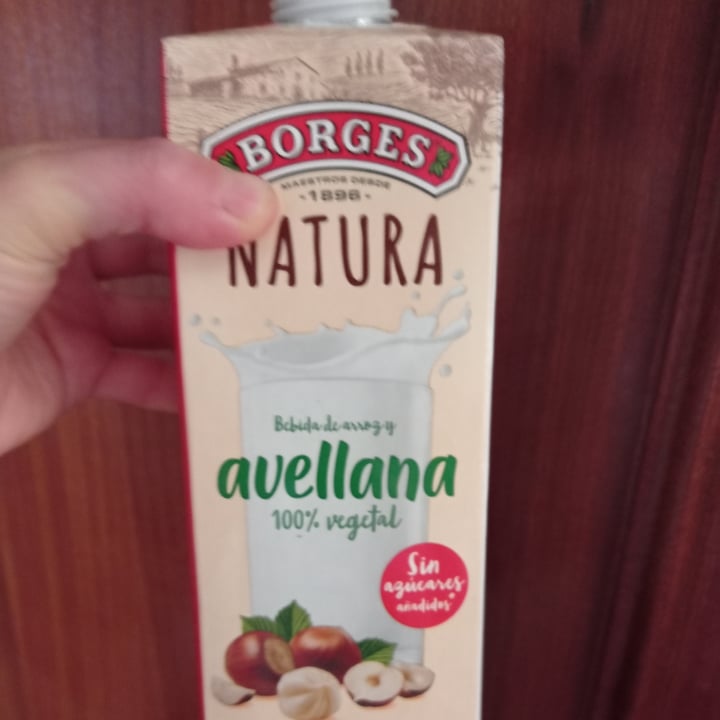 BORGES
MAESTROS DESDE
-1896-
NATURA
Bebida de arroz y
avellana
100% vegetal
Sin
azúcares
añadidos*